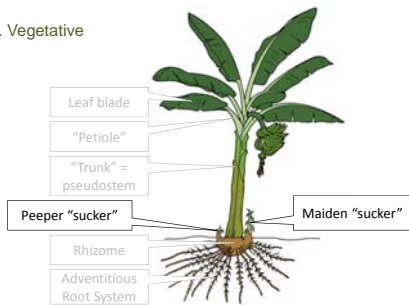 . Vegetative
Leaf blade
"Petiole"
"Trunk" =
pseudostem
Peeper "sucker"
Maiden "sucker"
Rhizome
Adventitious
Root System